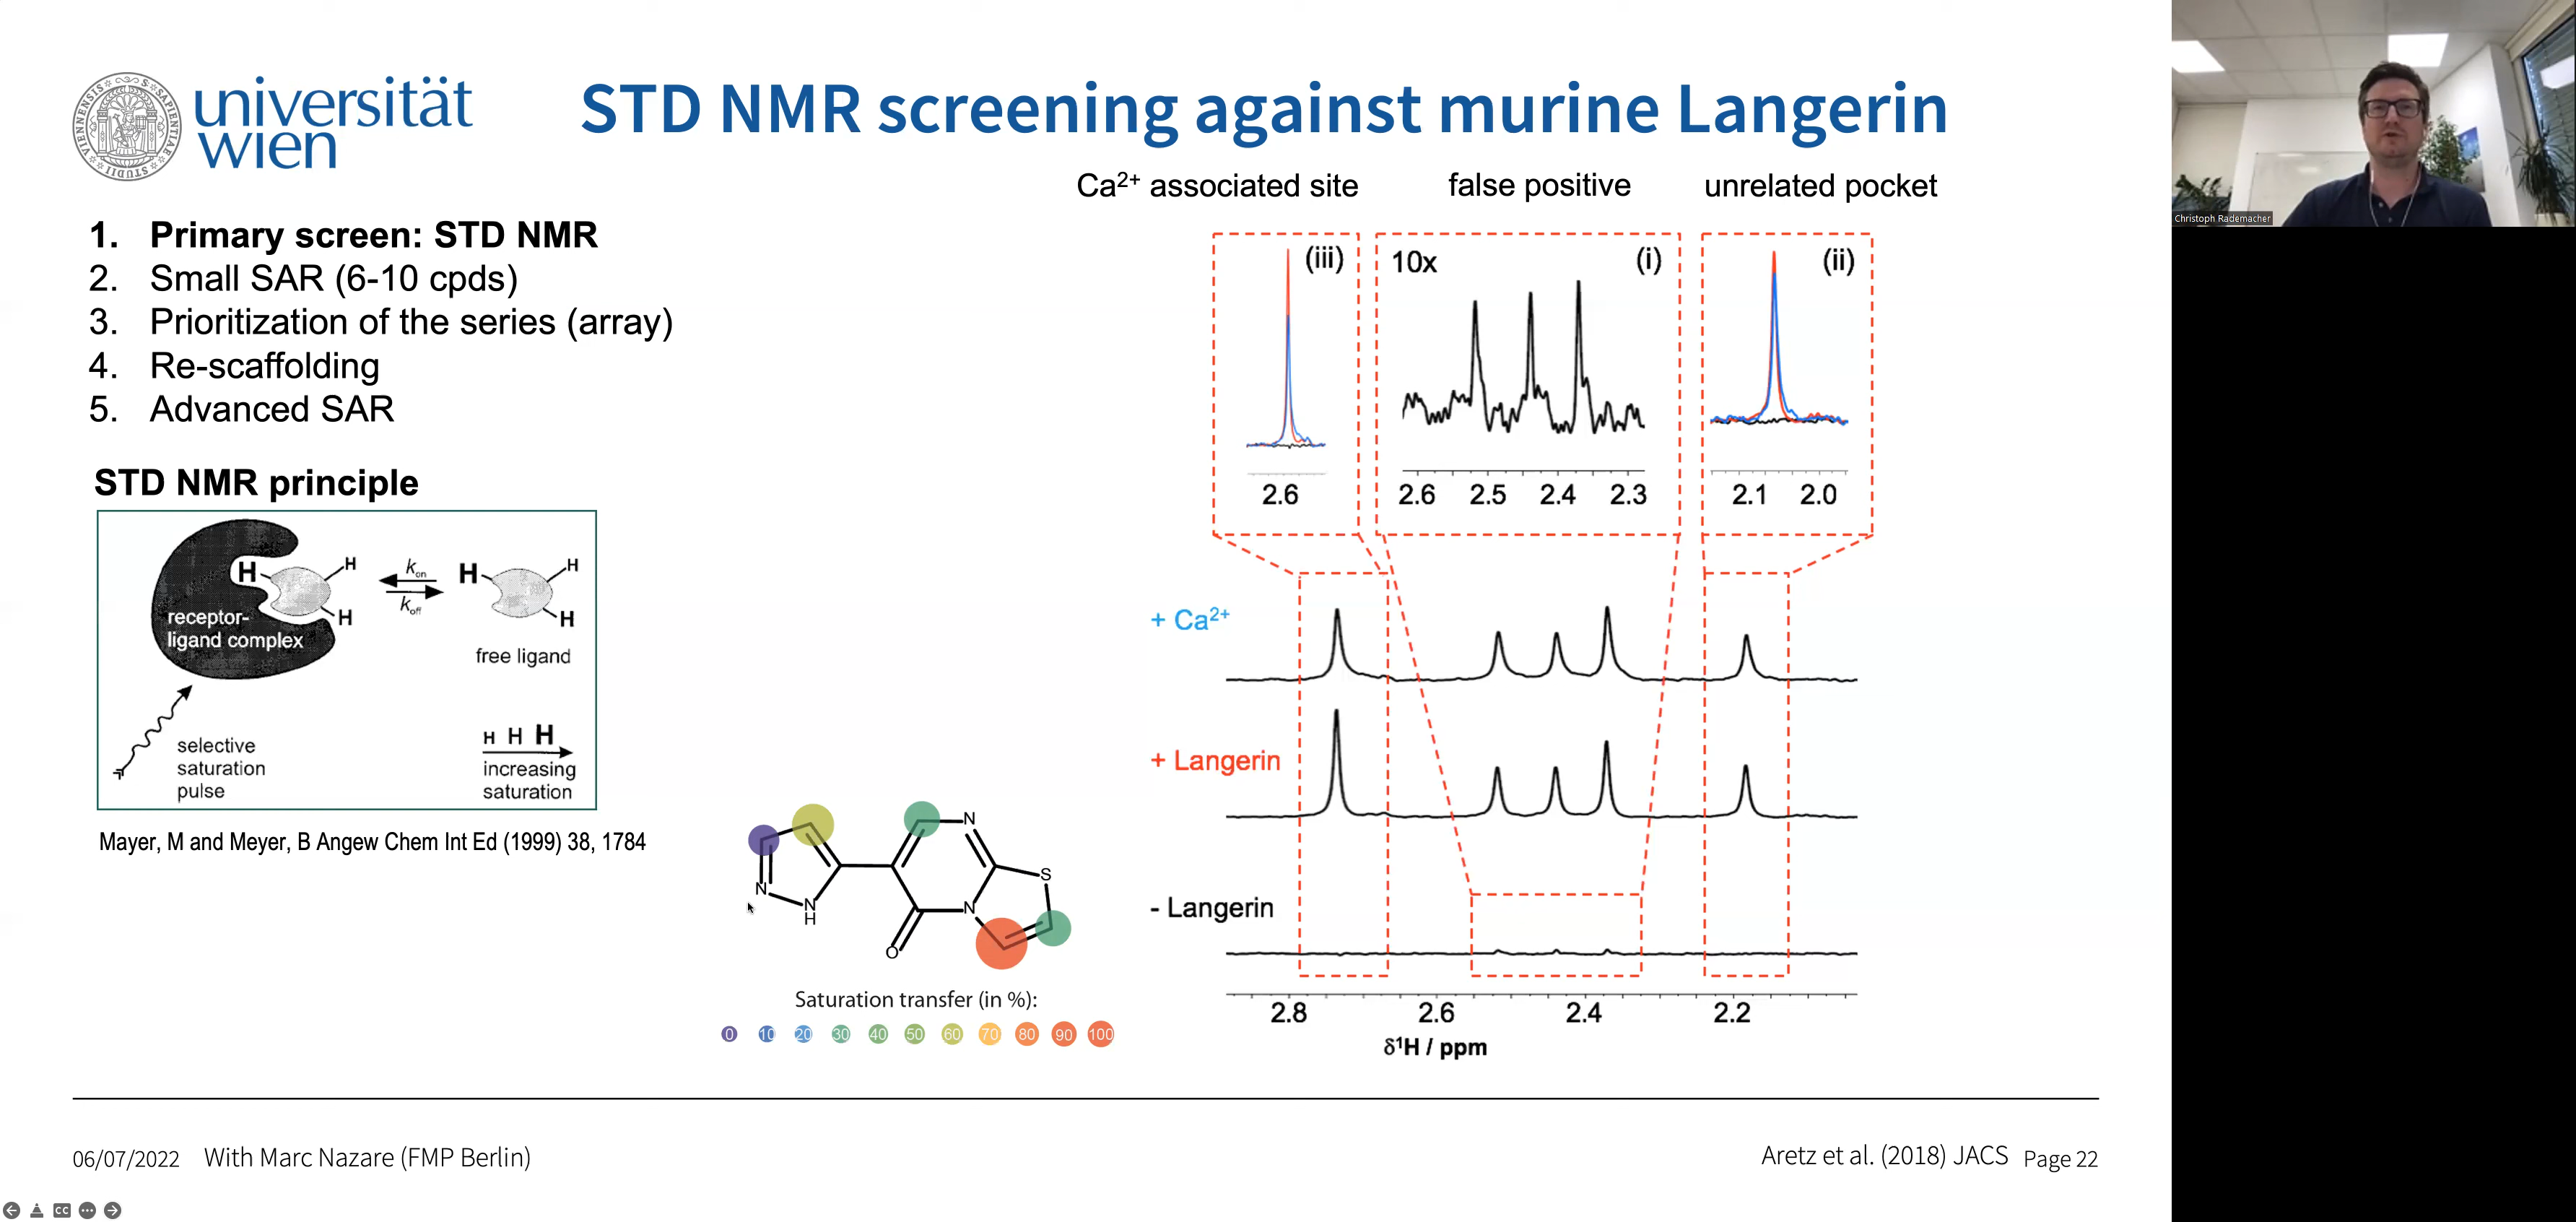 universität
wien
STD NMR screening against murine Langerin
1. Primary screen: STD NMR
2. Small SAR (6-10 cpds)
3. Prioritization of the series (array)
4. Re-scaffolding
5. Advanced SAR
STD NMR principle
H
H
H
receptor-
ligand complex
kon
koff
H
H
H
free ligand
selective
saturation
pulse
H H H
increasing
saturation
Mayer, M and Meyer, B Angew Chem Int Ed (1999) 38, 1784
N
N
H
N
N
S
O
Saturation transfer (in %):
0 10 20 30 40 50 60 70 80 90 100
Ca²⁺ associated site
false positive
unrelated pocket
(iii)
2.6
10x
(i)
2.6 2.5 2.4 2.3
(ii)
2.1 2.0
+ Ca²⁺
+ Langerin
- Langerin
2.8 2.6 2.4 2.2
δ¹H / ppm
06/07/2022 With Marc Nazare (FMP Berlin)
Aretz et al. (2018) JACS Page 22
Christoph Rademacher
CC